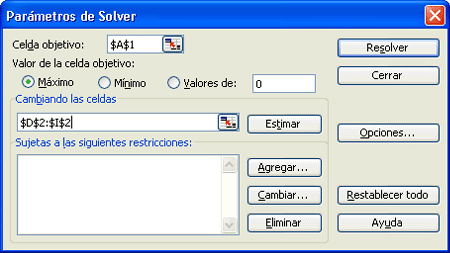 Parámetros de Solver
Celda objetivo: $A$1 Resolver
Valor de la celda objetivo:
Máximo Mínimo Valores de: 0 Cerrar
Cambiando las celdas
$D$2:$I$2 Estimar Opciones...
Sujetas a las siguientes restricciones:
Agregar...
Cambiar... Restablecer todo
Eliminar Ayuda